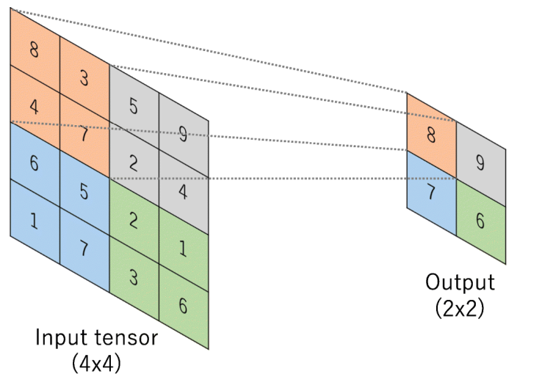 8 3 5 9
4 7 2 4
6 5 2 1
1 7 3 6
Input tensor
(4x4)
8 9
7 6
Output
(2x2)